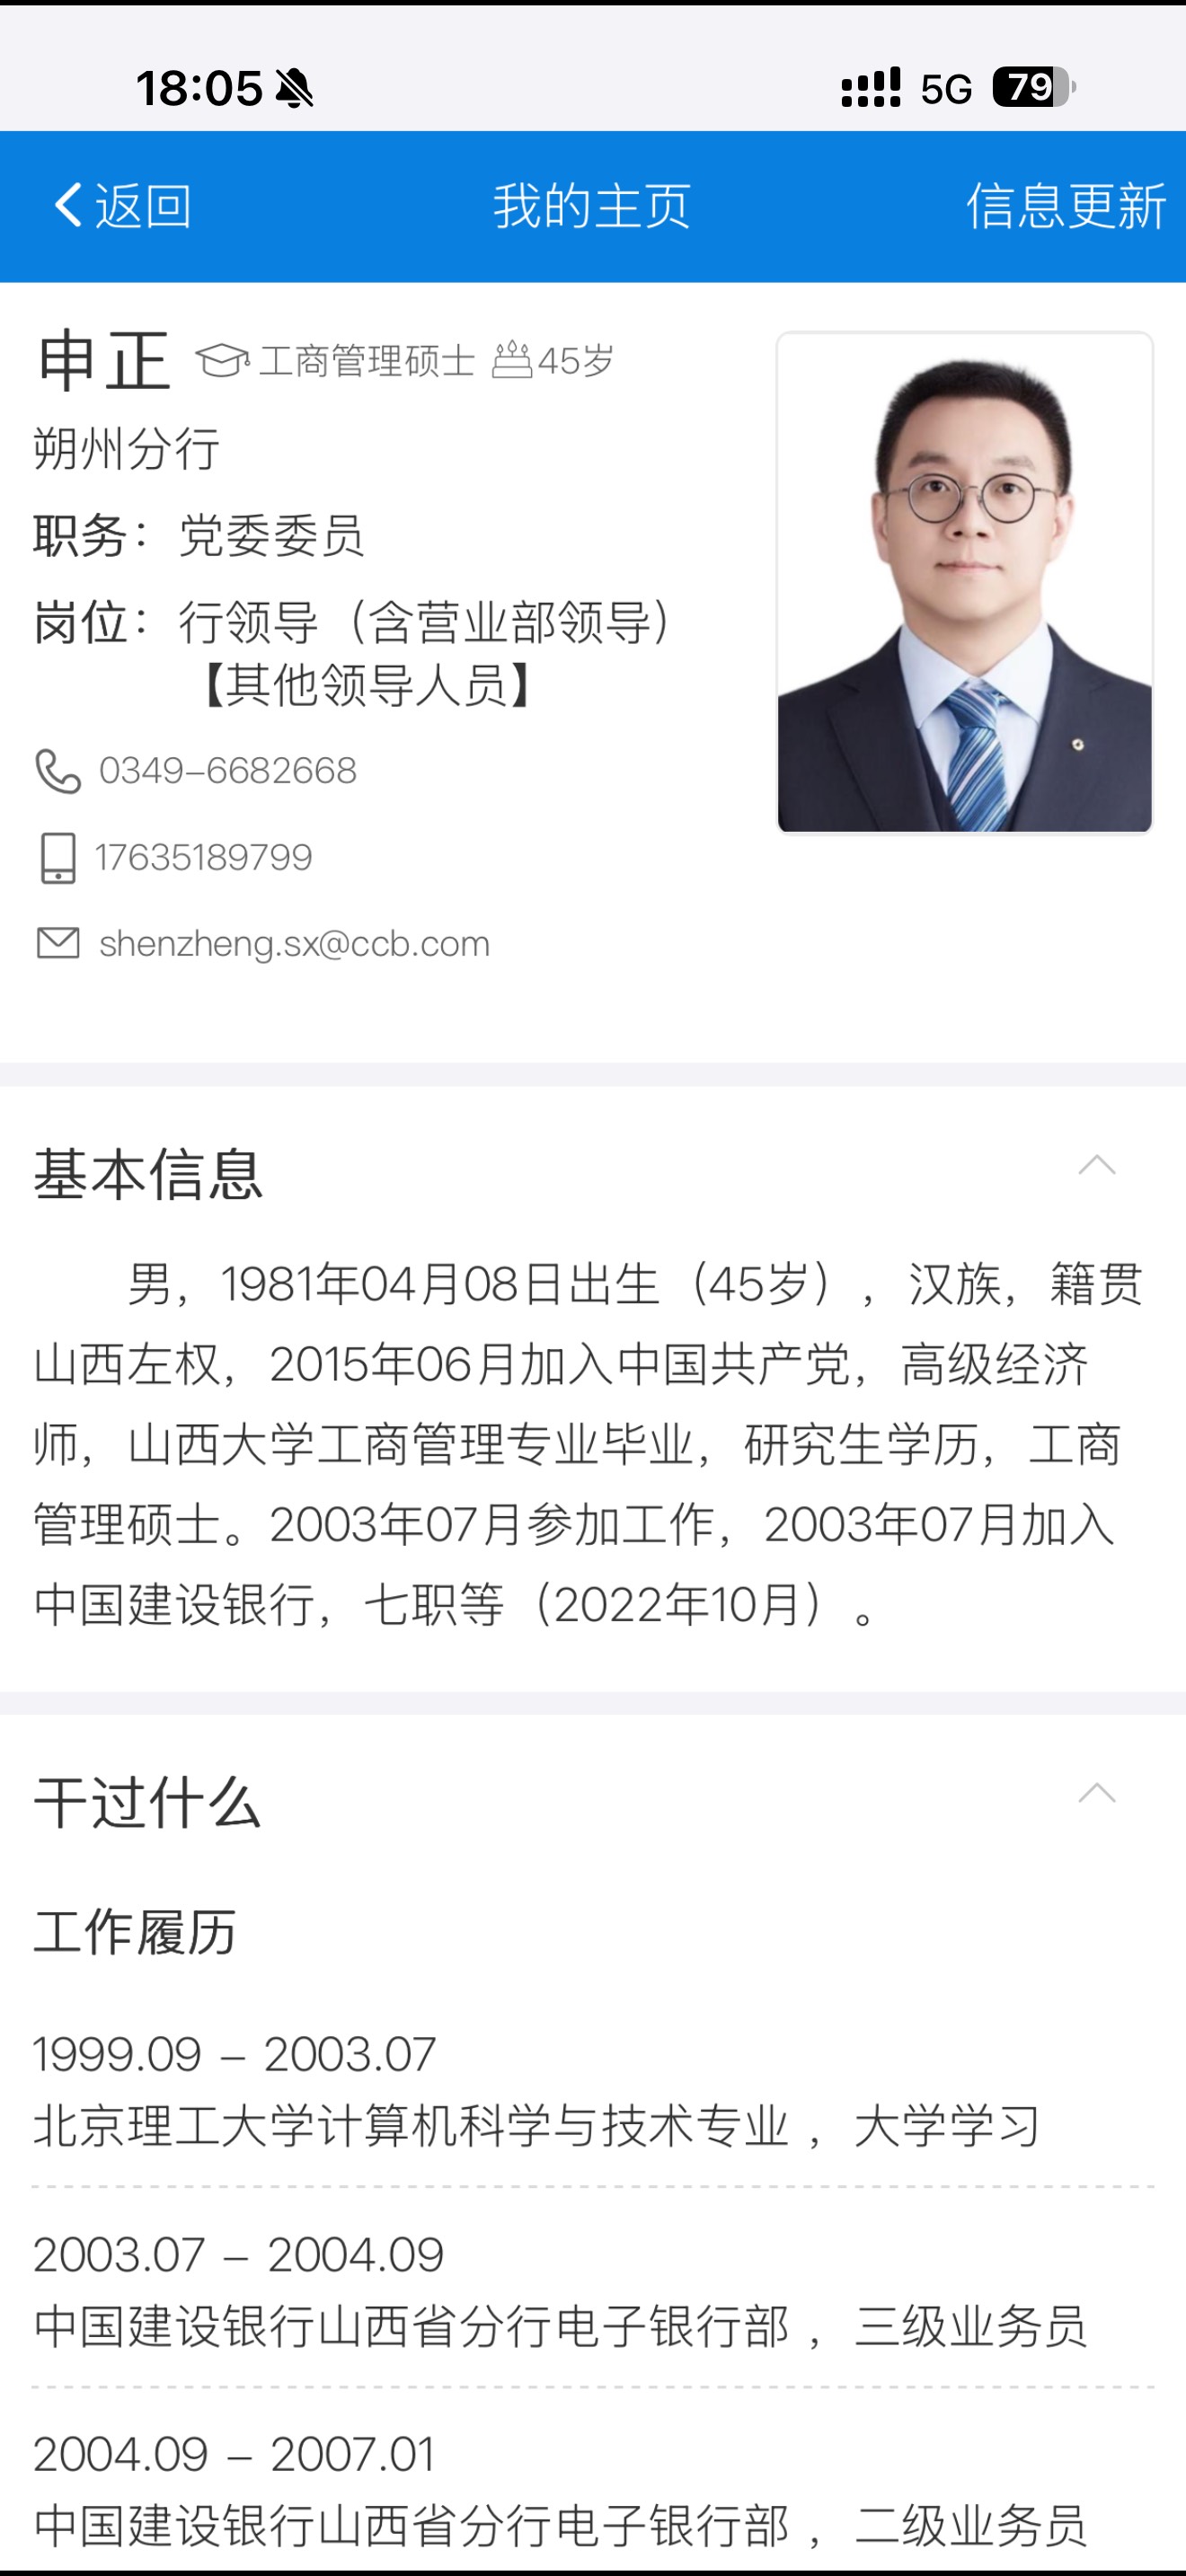 18:05 5G 79
返回 我的主页 信息更新
申正 工商管理硕士 45岁
朔州分行
职务：党委委员
岗位：行领导（含营业部领导）
【其他领导人员】
0349-6682668
17635189799
shenzheng.sx@ccb.com
基本信息
男，1981年04月08日出生（45岁），汉族，籍贯
山西左权，2015年06月加入中国共产党，高级经济
师，山西大学工商管理专业毕业，研究生学历，工商
管理硕士。2003年07月参加工作，2003年07月加入
中国建设银行，七职等（2022年10月）。
干过什么
工作履历
1999.09 – 2003.07
北京理工大学计算机科学与技术专业 ，大学学习
2003.07 – 2004.09
中国建设银行山西省分行电子银行部 ，三级业务员
2004.09 – 2007.01
中国建设银行山西省分行电子银行部 ，二级业务员